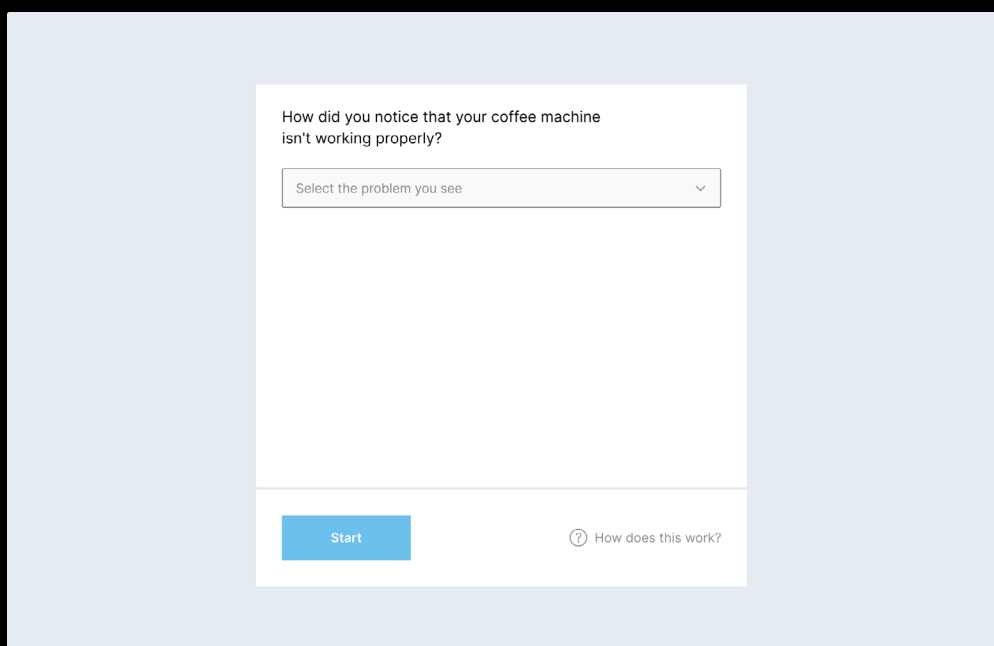 How did you notice that your coffee machine
isn't working properly?
Select the problem you see
Start
? How does this work?